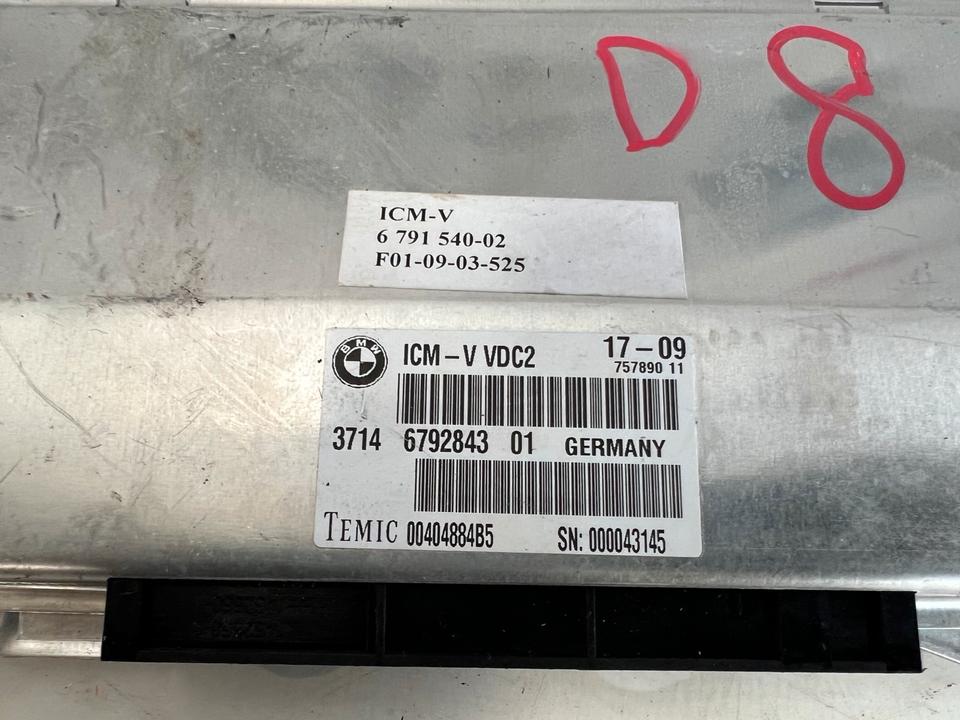 D 8
ICM-V
6 791 540-02
F01-09-03-525
BMW ICM – V VDC2 17 – 09
757890 11
3714 6792843 01 GERMANY
TEMIC 00404884B5 SN: 000043145